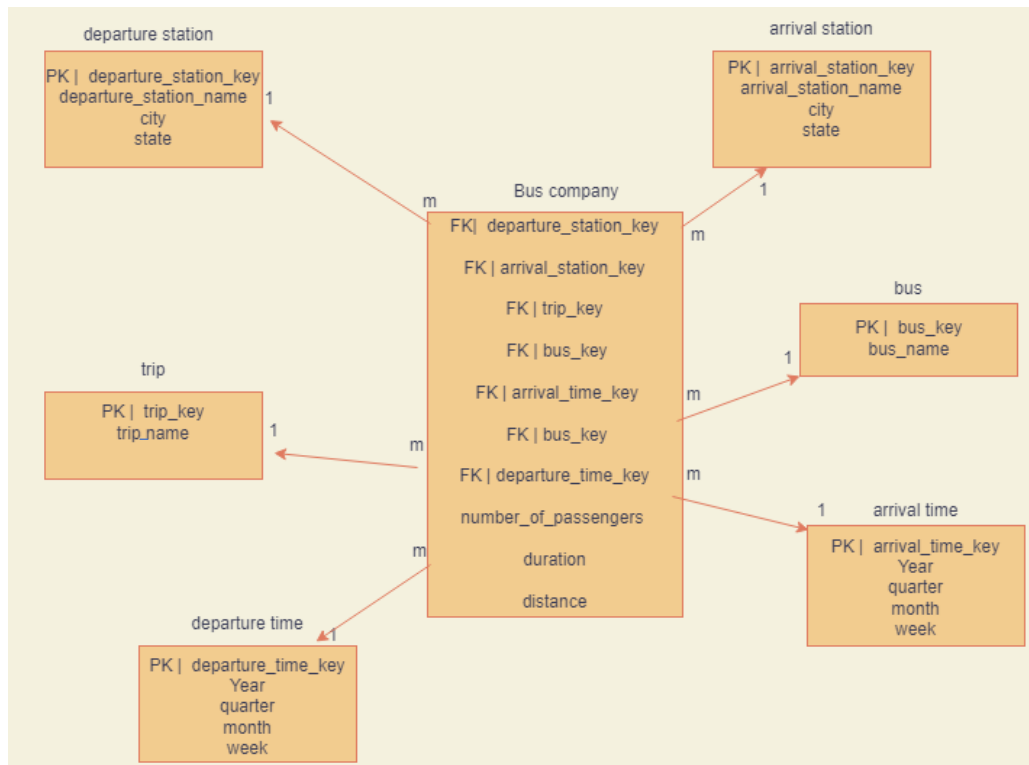 departure station
PK | departure_station_key
departure_station_name
city
state
1
m
arrival station
PK | arrival_station_key
arrival_station_name
city
state
1
m
Bus company
FK| departure_station_key
FK | arrival_station_key
FK | trip_key
FK | bus_key
FK | arrival_time_key
FK | bus_key
FK | departure_time_key
number_of_passengers
duration
distance
bus
PK | bus_key
bus_name
1
m
trip
PK | trip_key
trip_name
1
m
m
1
arrival time
PK | arrival_time_key
Year
quarter
month
week
m
departure time
1
PK | departure_time_key
Year
quarter
month
week